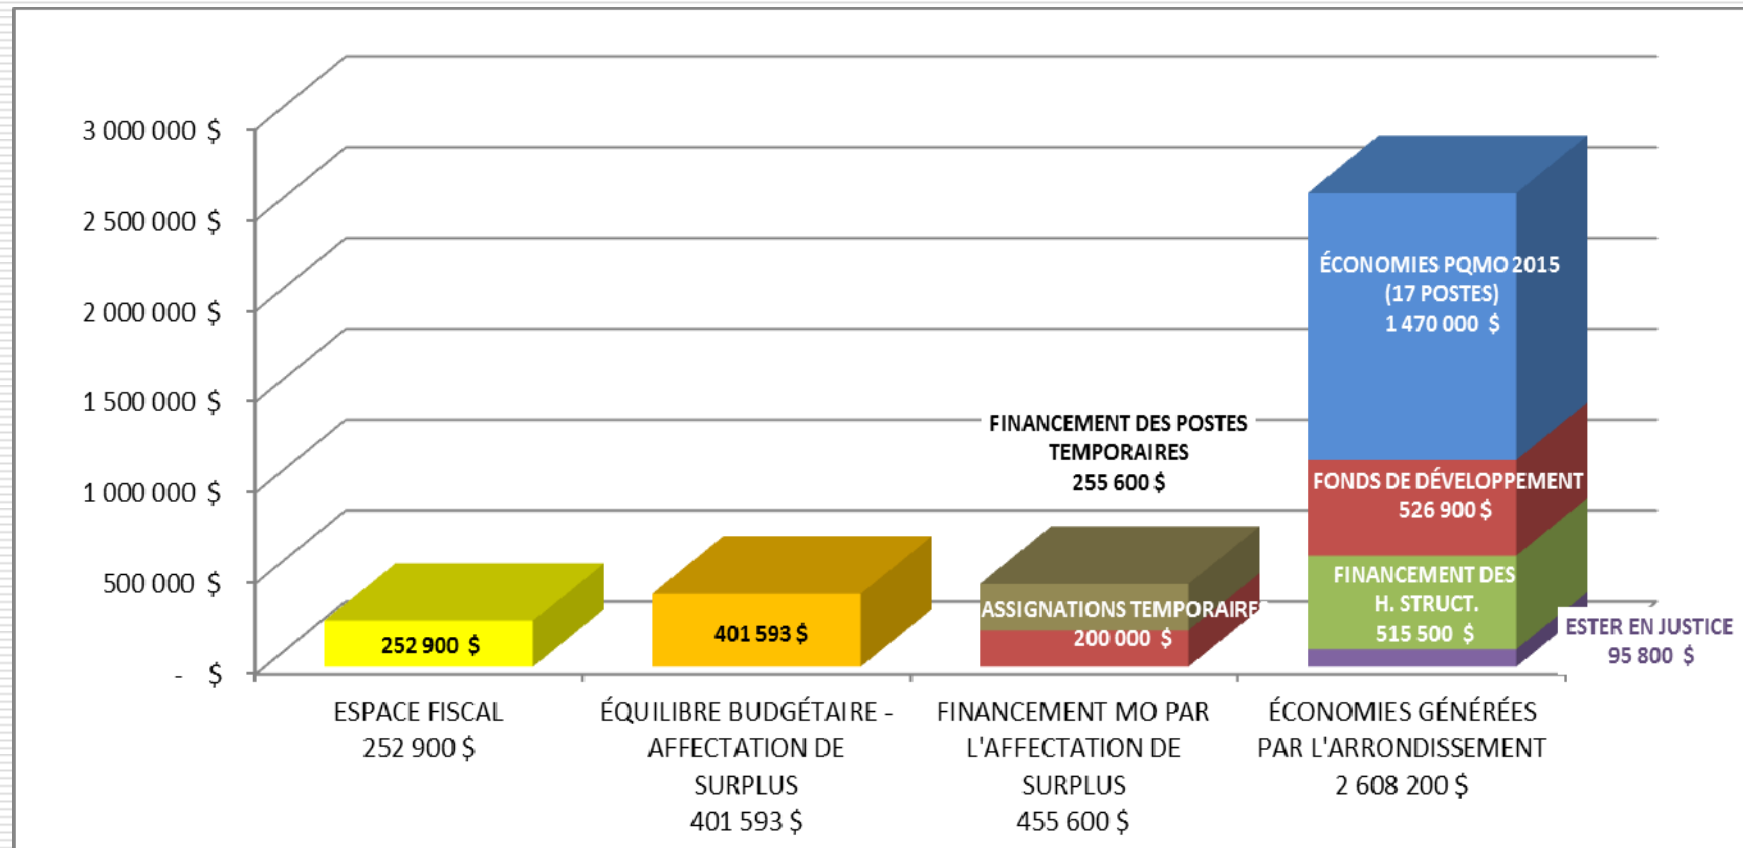 3 000 000 $
2 500 000 $
2 000 000 $
1 500 000 $
1 000 000 $
500 000 $
- $
252 900 $
401 593 $
FINANCEMENT DES POSTES
TEMPORAIRES
255 600 $
ASSIGNATIONS TEMPORAIRES
200 000 $
ÉCONOMIES PQMO 2015
(17 POSTES)
1 470 000 $
FONDS DE DÉVELOPPEMENT
526 900 $
FINANCEMENT DES
H. STRUCT.
515 500 $
ESTER EN JUSTICE
95 800 $
ESPACE FISCAL
252 900 $
ÉQUILIBRE BUDGÉTAIRE -
AFFECTATION DE
SURPLUS
401 593 $
FINANCEMENT MO PAR
L'AFFECTATION DE
SURPLUS
455 600 $
ÉCONOMIES GÉNÉRÉES
PAR L'ARRONDISSEMENT
2 608 200 $